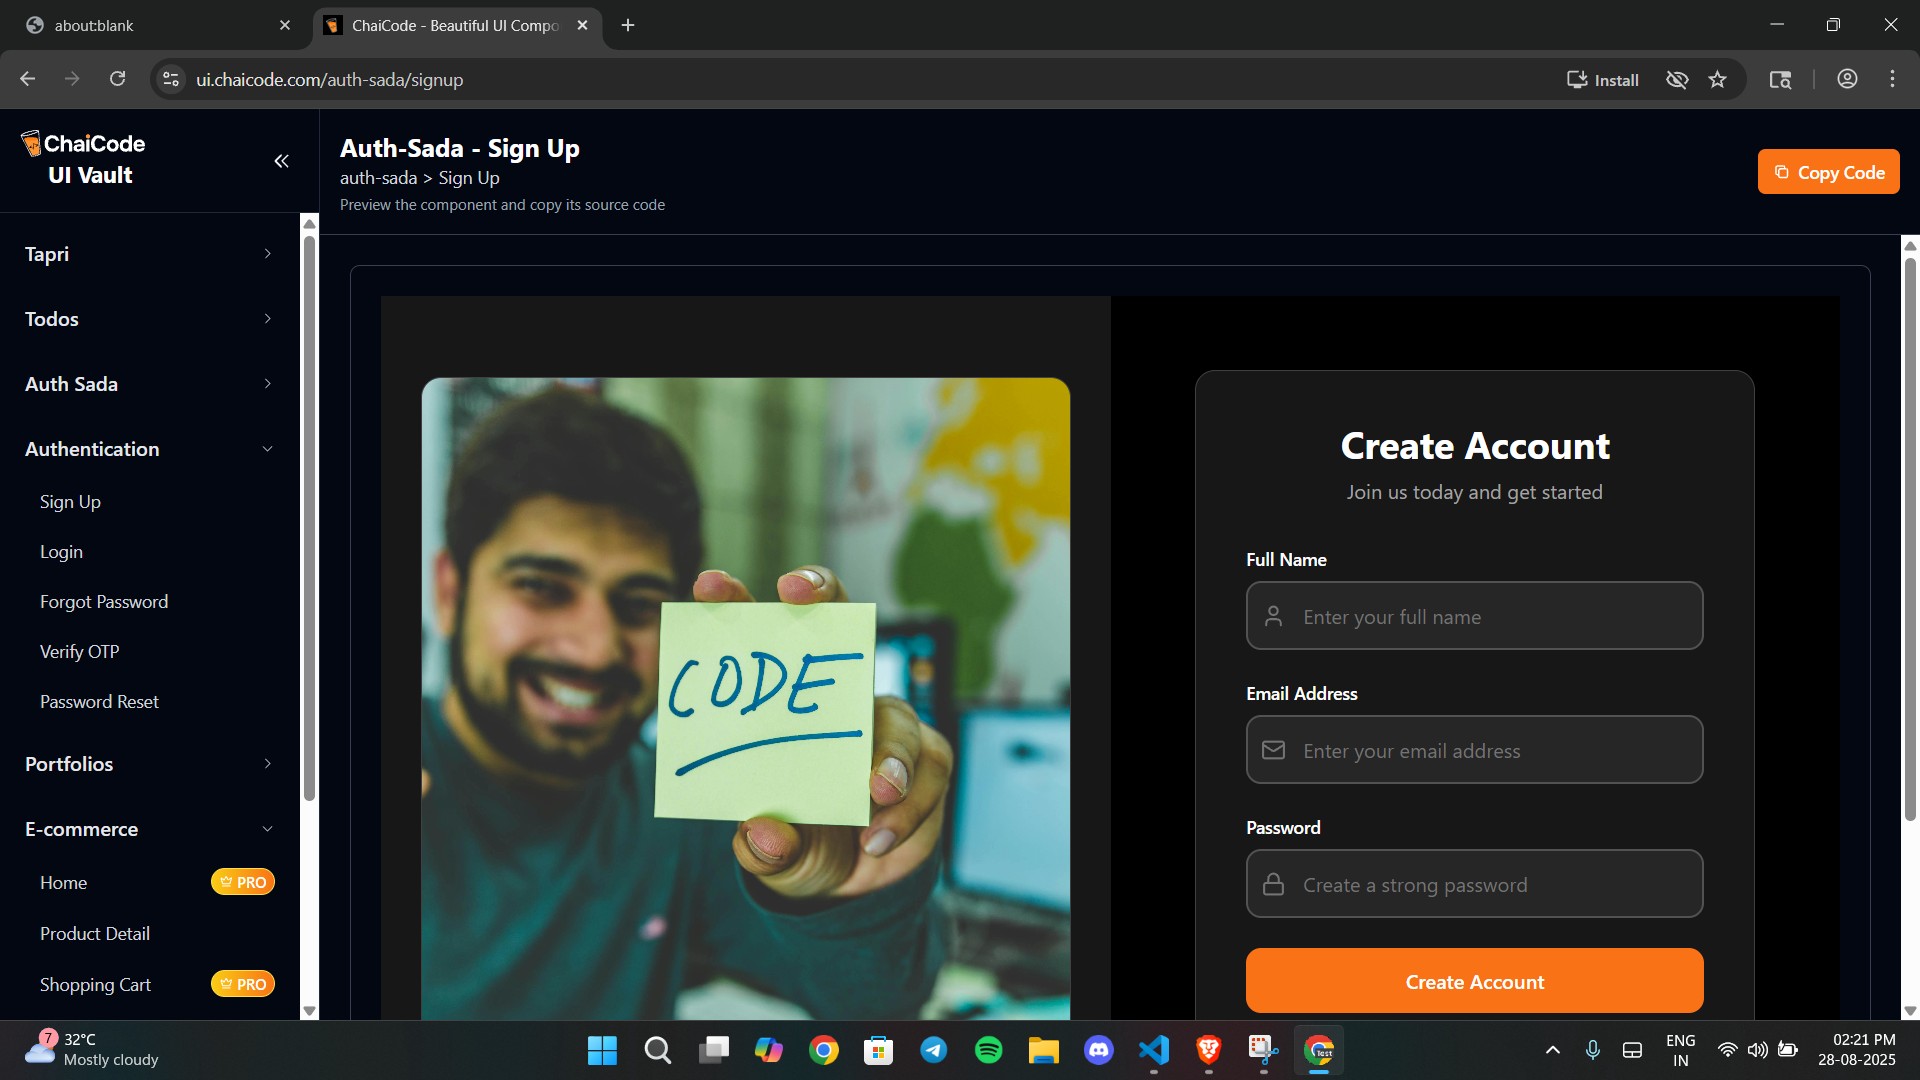 about:blank
ChaiCode - Beautiful UI Compo
ui.chaicode.com/auth-sada/signup
Install
ChaiCode
UI Vault
Auth-Sada - Sign Up
auth-sada > Sign Up
Preview the component and copy its source code
Copy Code
Tapri
Todos
Auth Sada
Authentication
Sign Up
Login
Forgot Password
Verify OTP
Password Reset
Portfolios
E-commerce
Home
PRO
Product Detail
Shopping Cart
PRO
CODE
Create Account
Join us today and get started
Full Name
Enter your full name
Email Address
Enter your email address
Password
Create a strong password
Create Account
7
32°C
Mostly cloudy
Test
ENG
IN
02:21 PM
28-08-2025